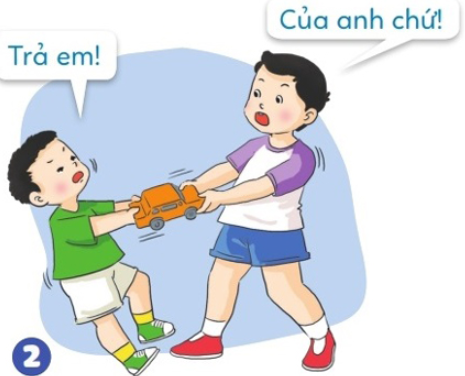 Của anh chứ!
Trả em!
2